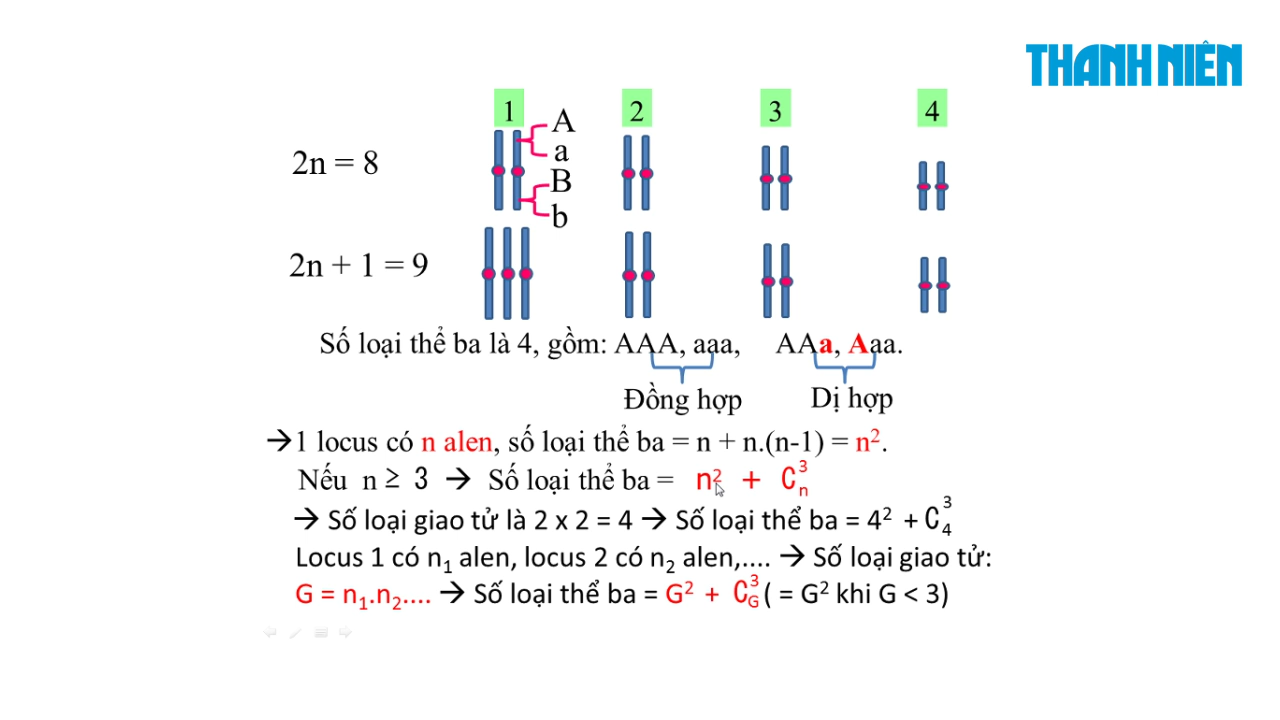 THANH NIÊN
1 2 3 4
A
a
2n = 8
B
b
2n + 1 = 9
Số loại thể ba là 4, gồm: AAA, aaa, AAa, Aaa.
Đồng hợp Dị hợp
→1 locus có n alen, số loại thể ba = n + n.(n-1) = n².
Nếu n ≥ 3 → Số loại thể ba = n² + C³ₙ
→ Số loại giao tử là 2 x 2 = 4 → Số loại thể ba = 4² + C³₄
Locus 1 có n₁ alen, locus 2 có n₂ alen,.... → Số loại giao tử:
G = n₁.n₂.... → Số loại thể ba = G² + C³G ( = G² khi G < 3)